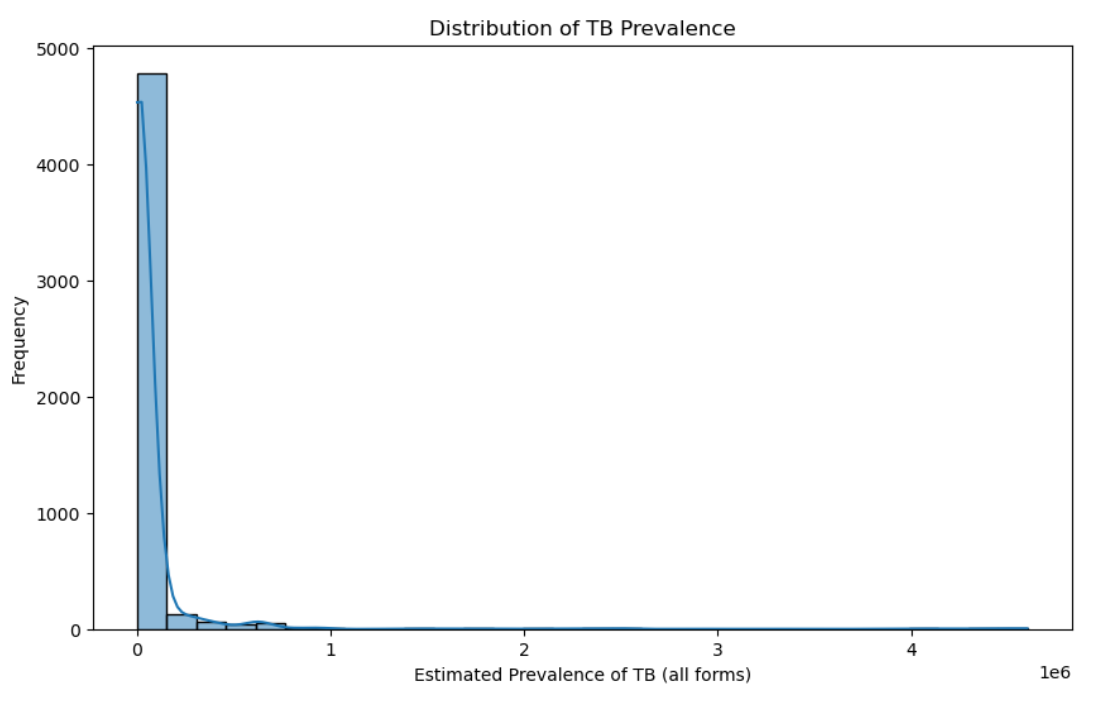 Distribution of TB Prevalence
5000
4000
3000
2000
1000
0
Frequency
0 1 2 3 4
1e6
Estimated Prevalence of TB (all forms)